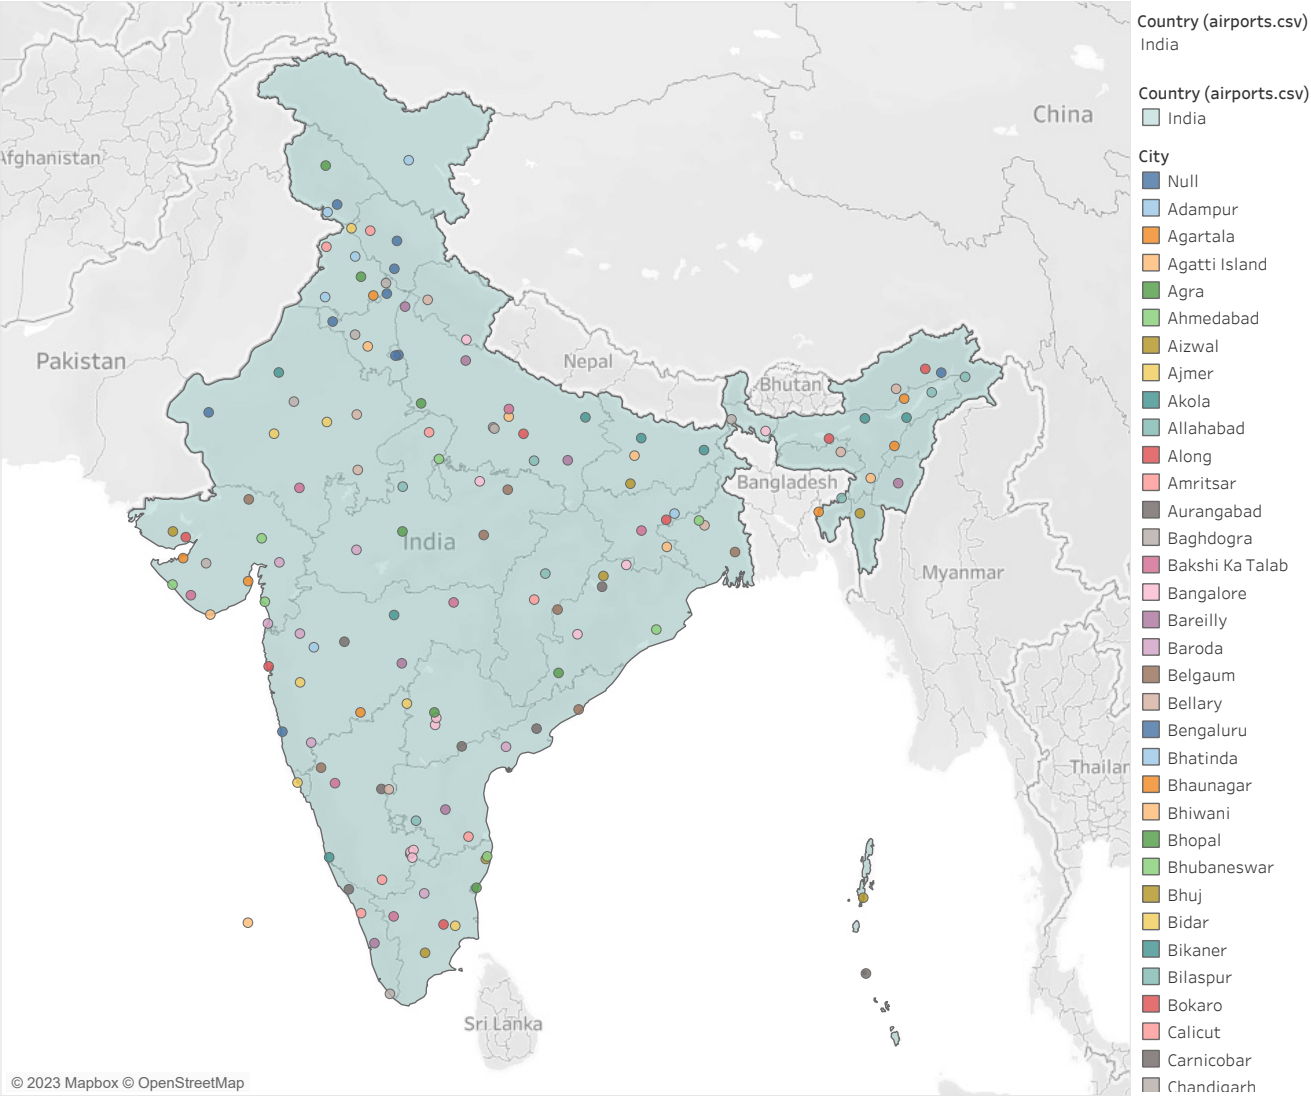 Country (airports.csv)
India
Country (airports.csv)
India
City
Null
Adampur
Agartala
Agatti Island
Agra
Ahmedabad
Aizwal
Ajmer
Akola
Allahabad
Along
Amritsar
Aurangabad
Baghdogra
Bakshi Ka Talab
Bangalore
Bareilly
Baroda
Belgaum
Bellary
Bengaluru
Bhatinda
Bhaunagar
Bhiwani
Bhopal
Bhubaneswar
Bhuj
Bidar
Bikaner
Bilaspur
Bokaro
Calicut
Carnicobar
Chandigarh
China
Afghanistan
Pakistan
Nepal
Bhutan
Bangladesh
India
Myanmar
Thailan
Sri Lanka
© 2023 Mapbox © OpenStreetMap